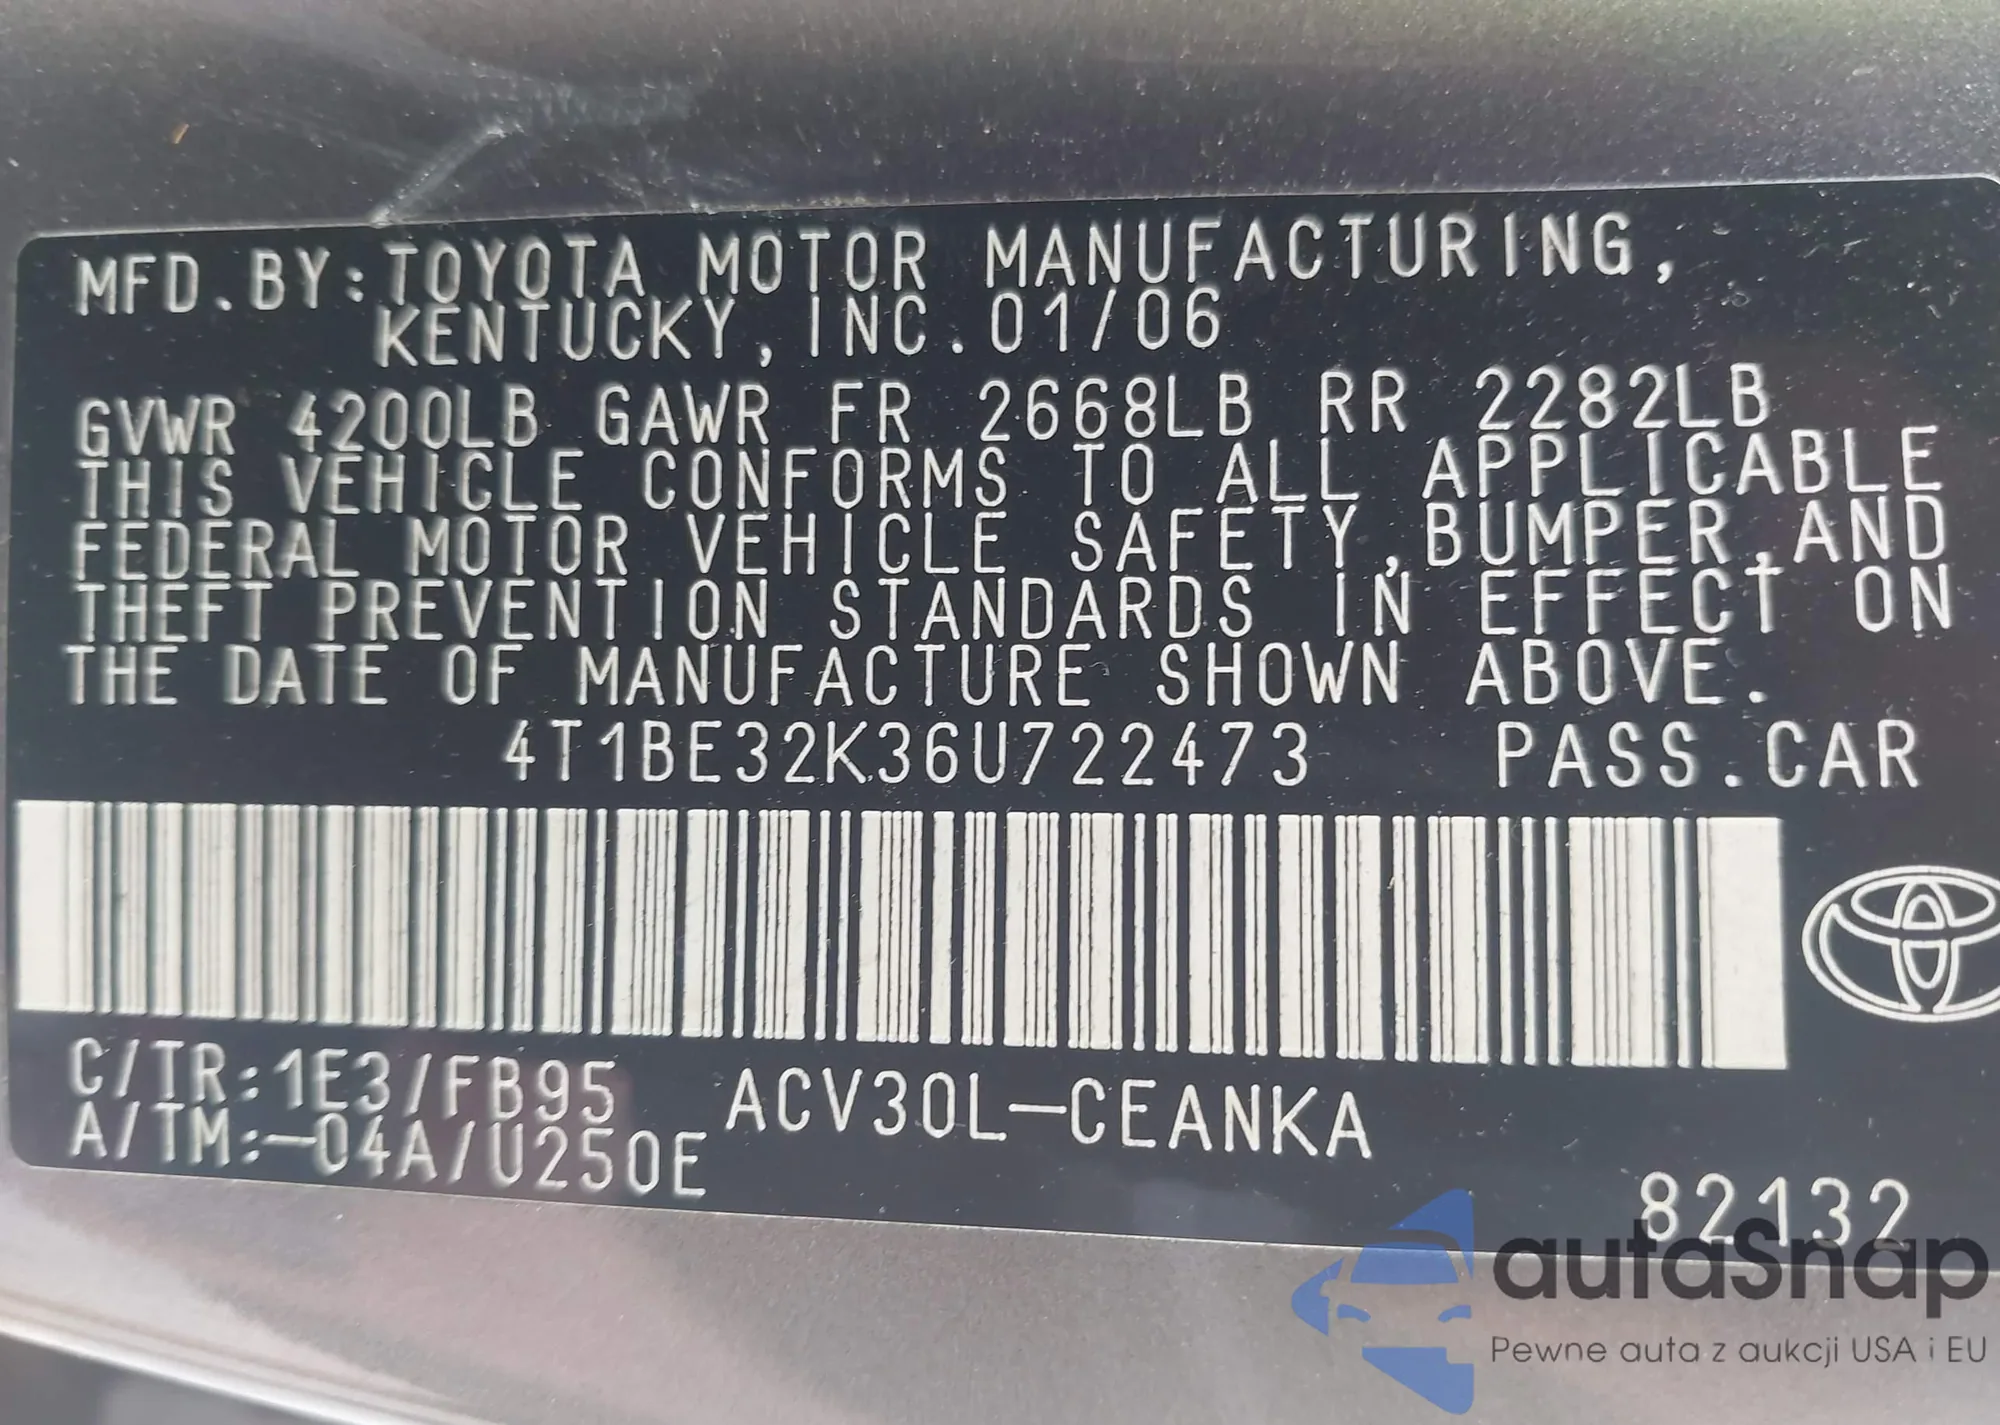 MFD.BY:TOYOTA MOTOR MANUFACTURING,
KENTUCKY,INC.01/06
GVWR 4200LB GAWR FR 2668LB RR 2282LB
THIS VEHICLE CONFORMS TO ALL APPLICABLE
FEDERAL MOTOR VEHICLE SAFETY,BUMPER,AND
THEFT PREVENTION STANDARDS IN EFFECT ON
THE DATE OF MANUFACTURE SHOWN ABOVE.
4T1BE32K36U722473 PASS.CAR
C/TR:1E3/FB95 ACV30L-CEANKA
A/TM:-04A/U250E
82132
autaSnap
Pewne auta z aukcji USA i EU